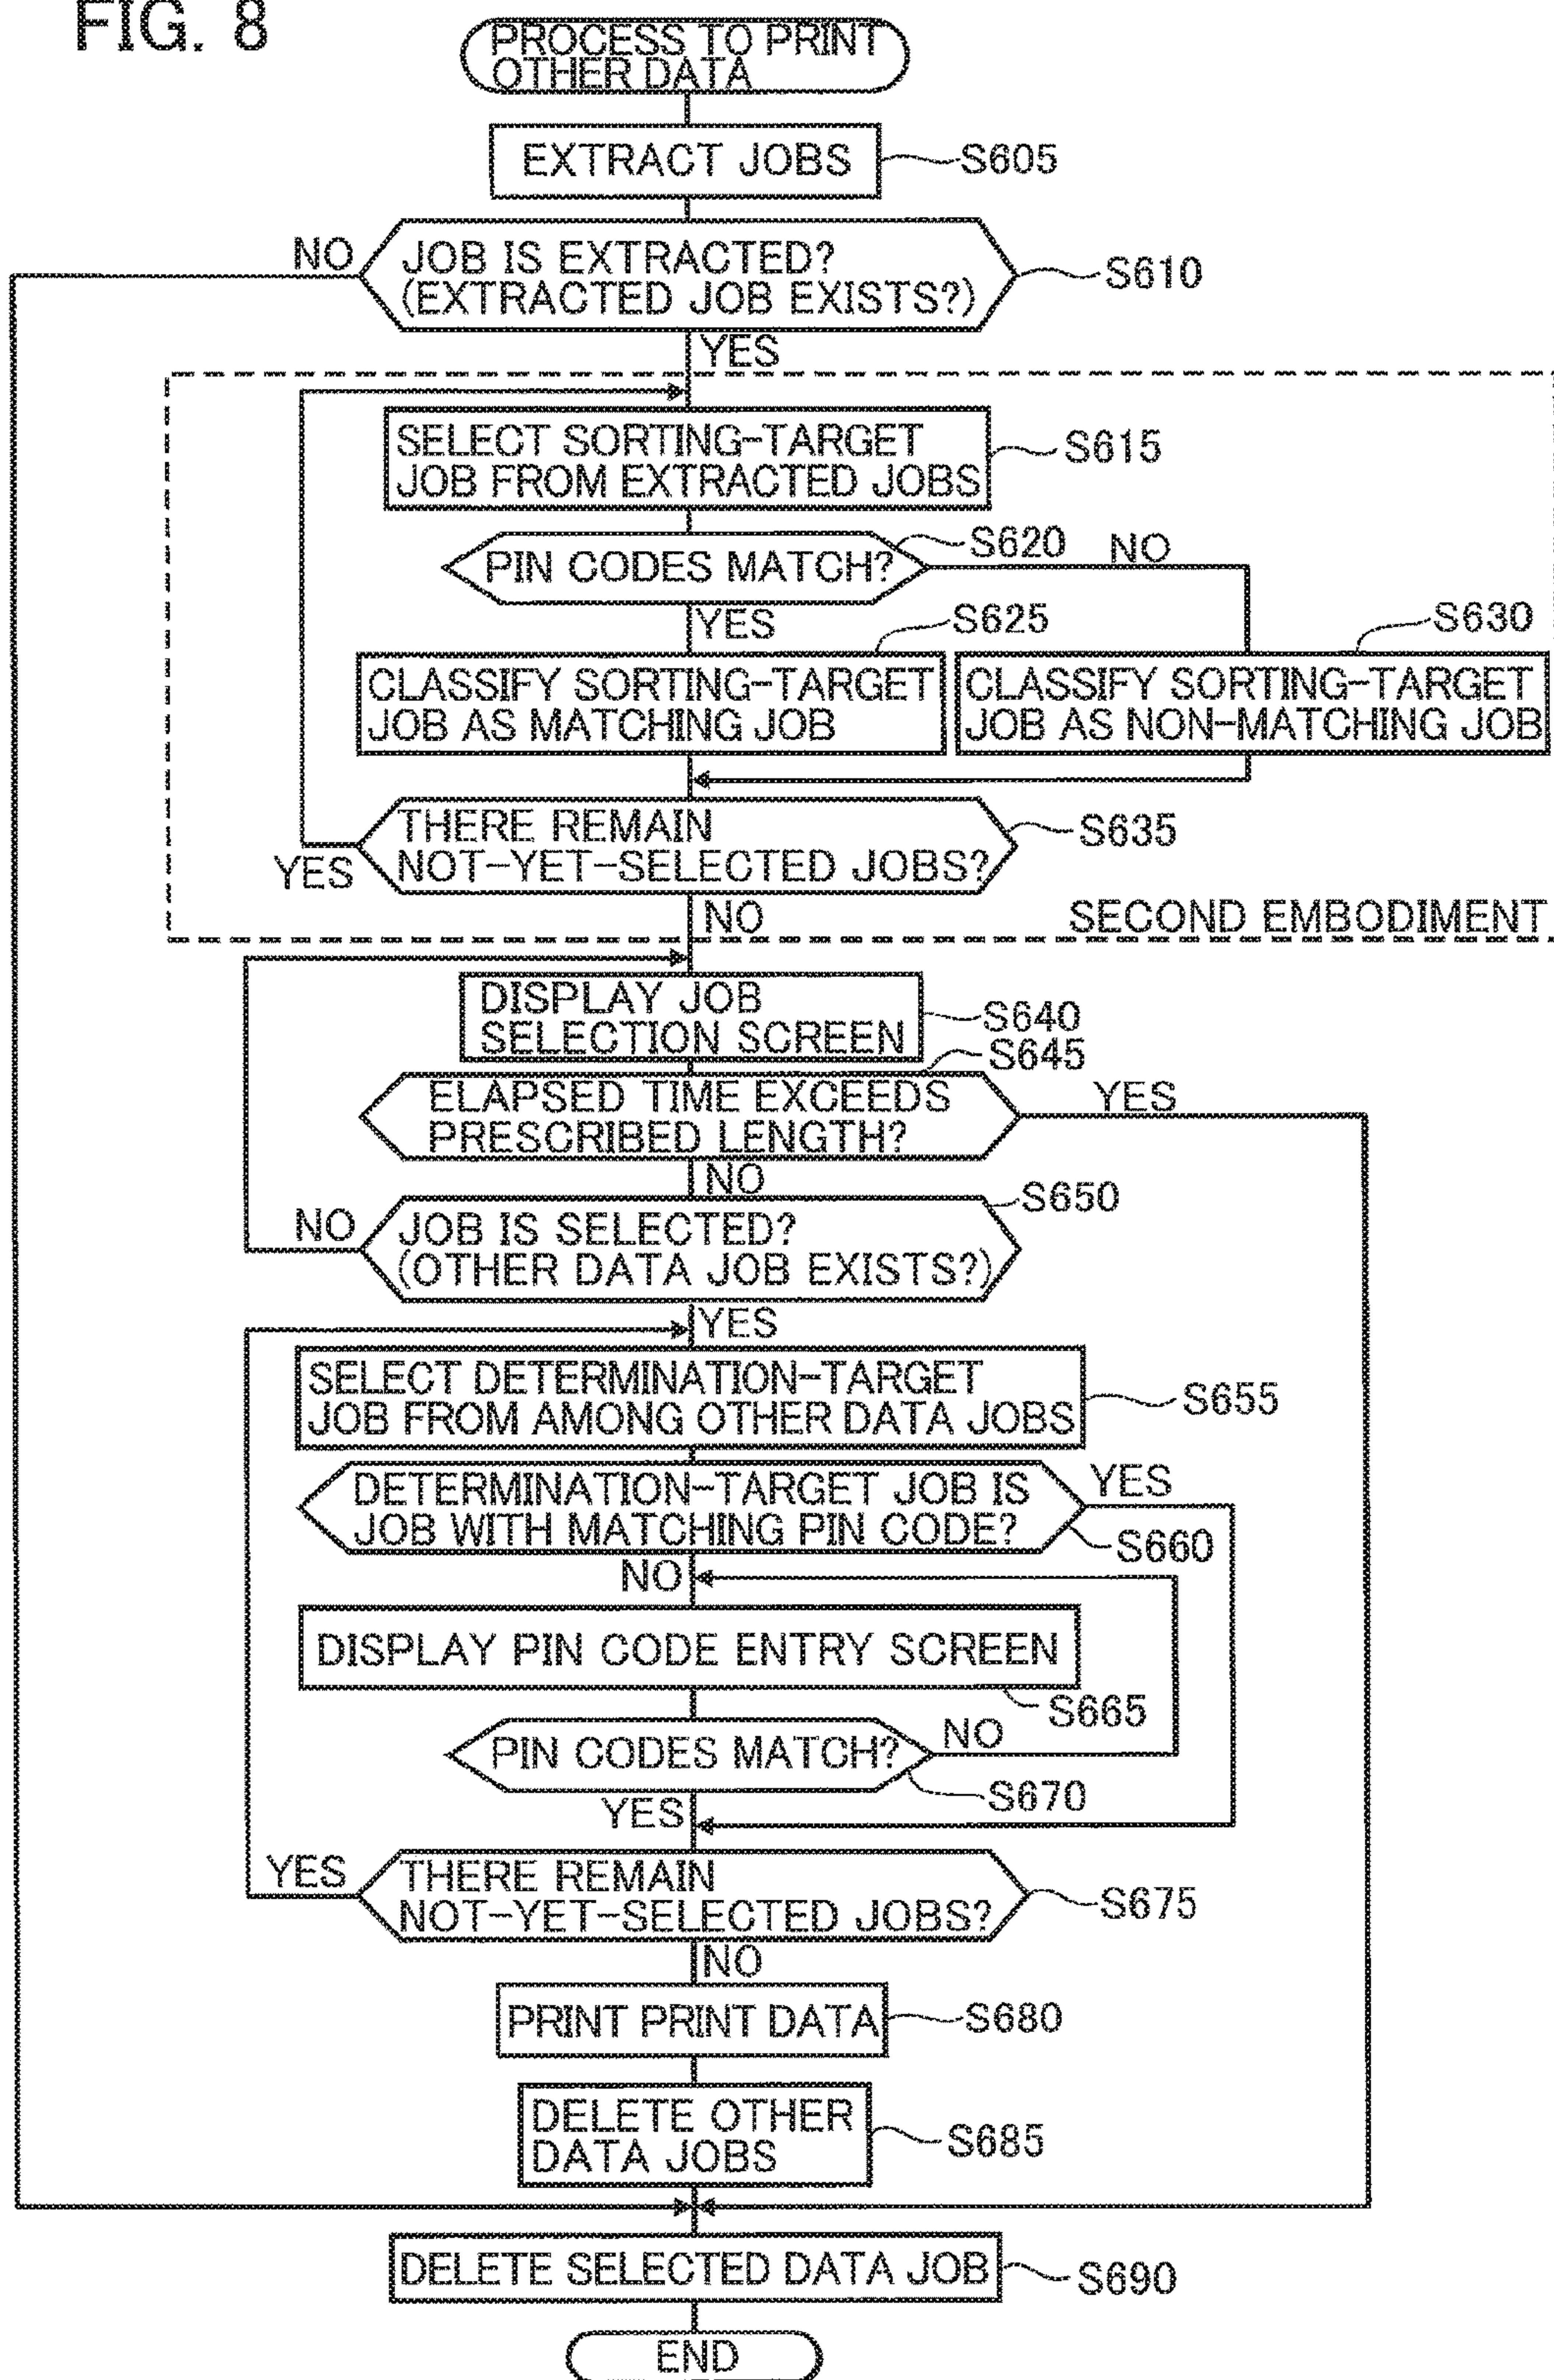 FIG. 8
PROCESS TO PRINT
OTHER DATA
EXTRACT JOBS
S605
NO
JOB IS EXTRACTED?
(EXTRACTED JOB EXISTS?)
S610
YES
SELECT SORTING-TARGET
JOB FROM EXTRACTED JOBS
S615
PIN CODES MATCH?
S620
NO
YES
S625
S630
CLASSIFY SORTING-TARGET
JOB AS MATCHING JOB
CLASSIFY SORTING-TARGET
JOB AS NON-MATCHING JOB
THERE REMAIN
NOT-YET-SELECTED JOBS?
S635
YES
NO
SECOND EMBODIMENT
DISPLAY JOB
SELECTION SCREEN
S640
S645
ELAPSED TIME EXCEEDS
PRESCRIBED LENGTH?
YES
NO
S650
NO
JOB IS SELECTED?
(OTHER DATA JOB EXISTS?)
YES
SELECT DETERMINATION-TARGET
JOB FROM AMONG OTHER DATA JOBS
S655
DETERMINATION-TARGET JOB IS
JOB WITH MATCHING PIN CODE?
YES
S660
NO
DISPLAY PIN CODE ENTRY SCREEN
S665
PIN CODES MATCH?
NO
S670
YES
YES
THERE REMAIN
NOT-YET-SELECTED JOBS?
S675
NO
PRINT PRINT DATA
S680
DELETE OTHER
DATA JOBS
S685
DELETE SELECTED DATA JOB
S690
END